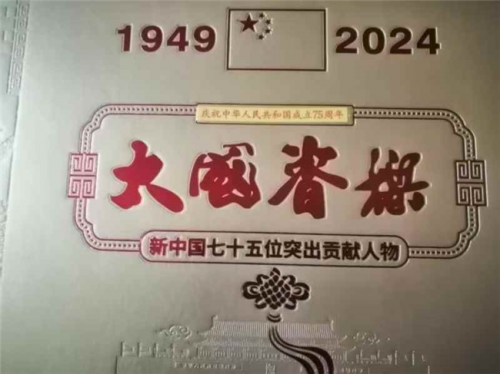 1949 2024
庆祝中华人民共和国成立75周年
大國脊樑
新中国七十五位突出贡献人物